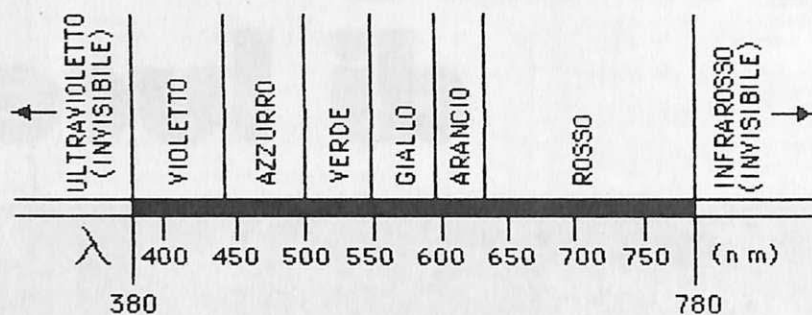 ULTRAVIOLETTO
(INVISIBILE)
VIOLETTO
AZZURRO
VERDE
GIALLO
ARANCIO
ROSSO
INFRAROSSO
(INVISIBILE)
λ 400 450 500 550 600 650 700 750 (nm)
380 780